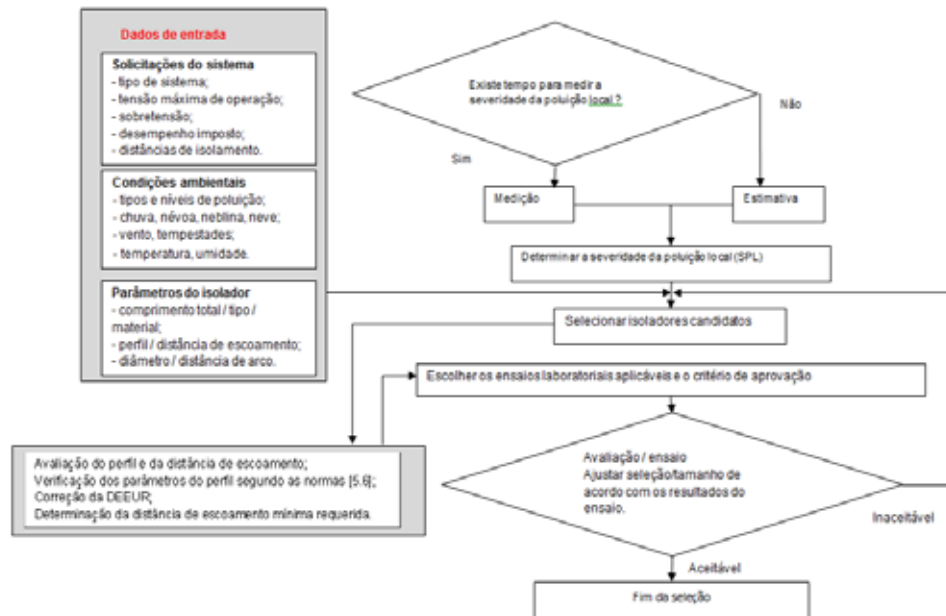 Dados de entrada
Solicitações do sistema
- tipo de sistema;
- tensão máxima de operação;
- sobretensão;
- desempenho imposto;
- distâncias de isolamento.
Condições ambientais
- tipos e níveis de poluição;
- chuva, névoa, neblina, neve;
- vento, tempestades;
- temperatura, umidade.
Parâmetros do isolador
- comprimento total / tipo /
material;
- perfil / distância de escoamento;
- diâmetro / distância de arco.
Existe tempo para medir a
severidade da poluição local ?
Não
Sim
Medição
Estimativa
Determinar a severidade da poluição local (SPL)
Selecionar isoladores candidatos
Escolher os ensaios laboratoriais aplicáveis e o critério de aprovação
Avaliação do perfil e da distância de escoamento;
Verificação dos parâmetros do perfil segundo as normas [5.6];
Correção da DEEUR;
Determinação da distância de escoamento mínima requerida.
Avaliação / ensaio
Ajustar seleção/tamanho de
acordo com os resultados do
ensaio.
Inaceitável
Aceitável
Fim da seleção